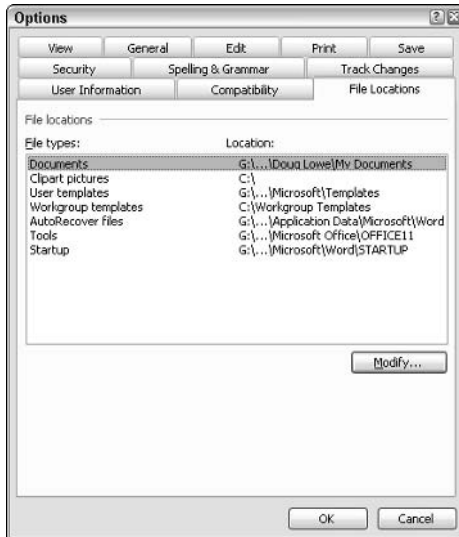 Options
View General Edit Print Save
Security Spelling & Grammar Track Changes
User Information Compatibility File Locations
File locations
File types: Location:
Documents G:\...\Doug Lowe\My Documents
Clipart pictures C:\
User templates G:\...\Microsoft\Templates
Workgroup templates C:\Workgroup Templates
AutoRecover files G:\...\Application Data\Microsoft\Word
Tools G:\...\Microsoft Office\OFFICE11
Startup G:\...\Microsoft\Word\STARTUP
Modify...
OK Cancel